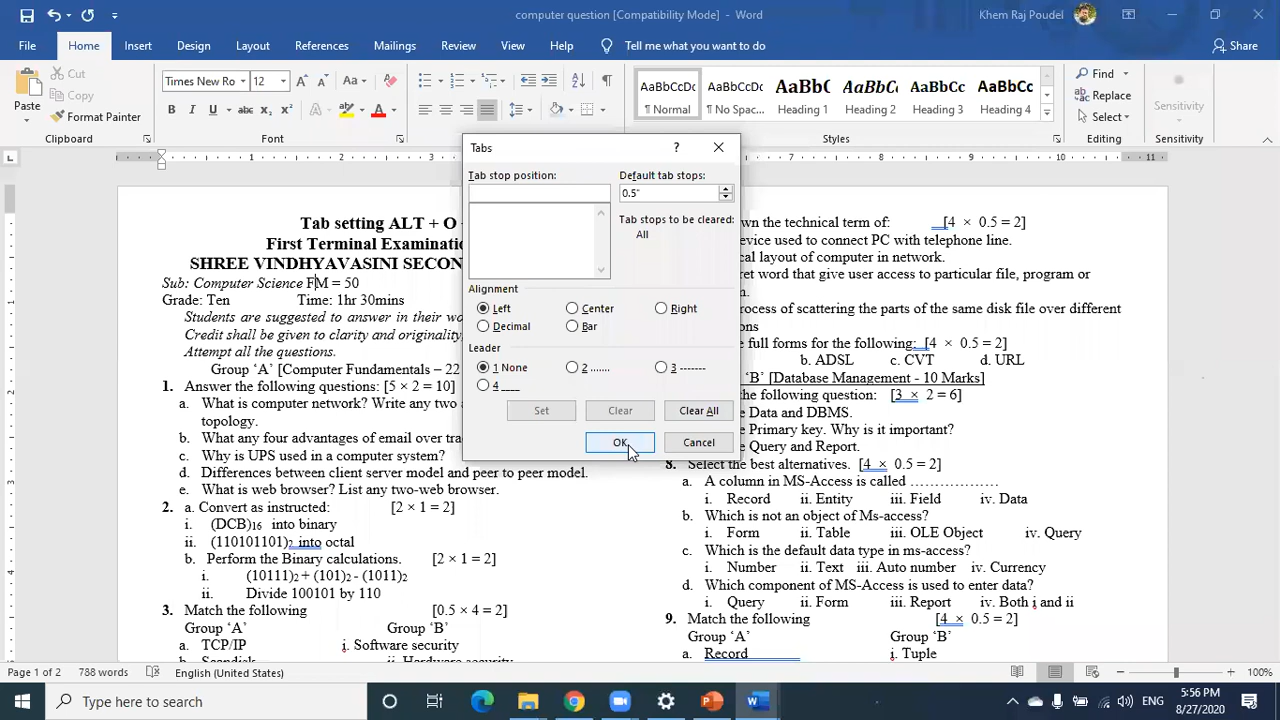 computer question [Compatibility Mode] - Word
Khem Raj Poudel
File Home Insert Design Layout References Mailings Review View Help Tell me what you want to do Share
Paste
Cut
Copy
Format Painter
Clipboard
Times New Ro 12
Font
AaBbCcDc AaBbCcDc AaBbC AaBbCc AaBbCc AaBbCc
¶ Normal ¶ No Spac... Heading 1 Heading 2 Heading 3 Heading 4
Styles
Find
Replace
Select
Editing
Sensitivity
Sensitivity
Tabs
Tab stop position:
Default tab stops:
0.5"
Tab stops to be cleared:
All
Alignment
Left Center Right
Decimal Bar
Leader
1 None 2 ....... 3 -------
4 ____
Set Clear Clear All
OK Cancel
Tab setting ALT + O
First Terminal Examinatio
SHREE VINDHYAVASINI SECON
Sub: Computer Science FM = 50
Grade: Ten Time: 1hr 30mins
Students are suggested to answer in their wo
Credit shall be given to clarity and originality,
Attempt all the questions.
Group ‘A’ [Computer Fundamentals – 22
1. Answer the following questions: [5 × 2 = 10]
a. What is computer network? Write any two
topology.
b. What any four advantages of email over tra
c. Why is UPS used in a computer system?
d. Differences between client server model and peer to peer model.
e. What is web browser? List any two-web browser.
2. a. Convert as instructed: [2 × 1 = 2]
i. (DCB)16 into binary
ii. (110101101)2 into octal
b. Perform the Binary calculations. [2 × 1 = 2]
i. (10111)2 + (101)2 - (1011)2
ii. Divide 100101 by 110
3. Match the following [0.5 × 4 = 2]
Group ‘A’ Group ‘B’
a. TCP/IP i. Software security
b. Scandisk ii. Hardware security
wn the technical term of: [4 × 0.5 = 2]
evice used to connect PC with telephone line.
cal layout of computer in network.
ret word that give user access to particular file, program or
m.
rocess of scattering the parts of the same disk file over different
ons
e full forms for the following: [4 × 0.5 = 2]
b. ADSL c. CVT d. URL
‘B’ [Database Management - 10 Marks]
the following question: [3 × 2 = 6]
e Data and DBMS.
e Primary key. Why is it important?
e Query and Report.
8. Select the best alternatives. [4 × 0.5 = 2]
a. A column in MS-Access is called …………………
i. Record ii. Entity iii. Field iv. Data
b. Which is not an object of Ms-access?
i. Form ii. Table iii. OLE Object iv. Query
c. Which is the default data type in ms-access?
i. Number ii. Text iii. Auto number iv. Currency
d. Which component of MS-Access is used to enter data?
i. Query ii. Form iii. Report iv. Both i and ii
9. Match the following [4 × 0.5 = 2]
Group ‘A’ Group ‘B’
a. Record i. Tuple
Page 1 of 2 788 words English (United States) 100%
Type here to search
ENG
5:56 PM
8/27/2020